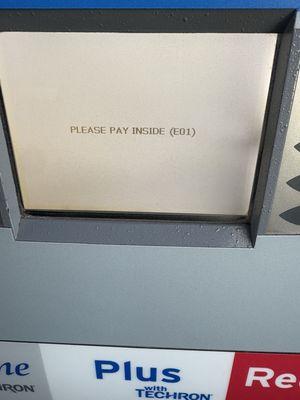 PLEASE PAY INSIDE (E01)
Plus
with
TECHRON